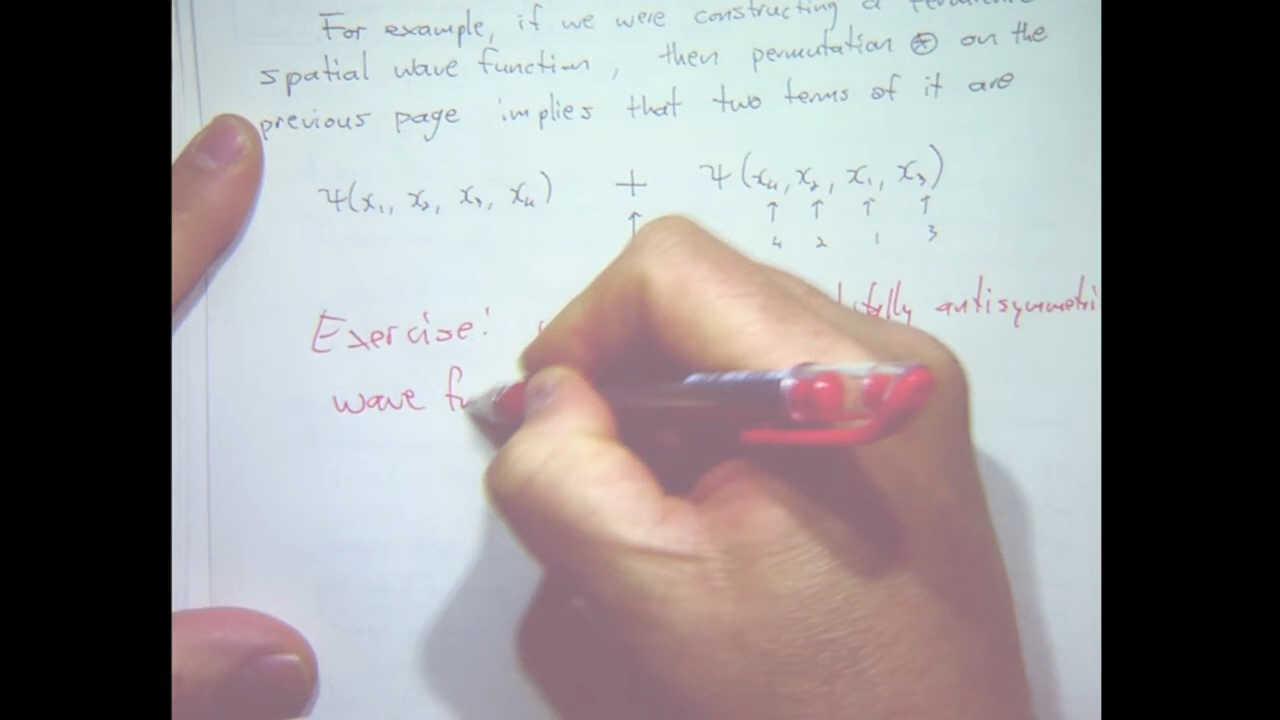 For example, if we were constructing a
spatial wave function, then permutation ⊛ on the
previous page implies that two terms of it are
Ψ(x₁, x₂, x₃, x₄) + Ψ(x₄, x₂, x₁, x₃)
↑ ↑ ↑ ↑ ↑
4 2 1 3
Exercise: antisymmetri
wave fu